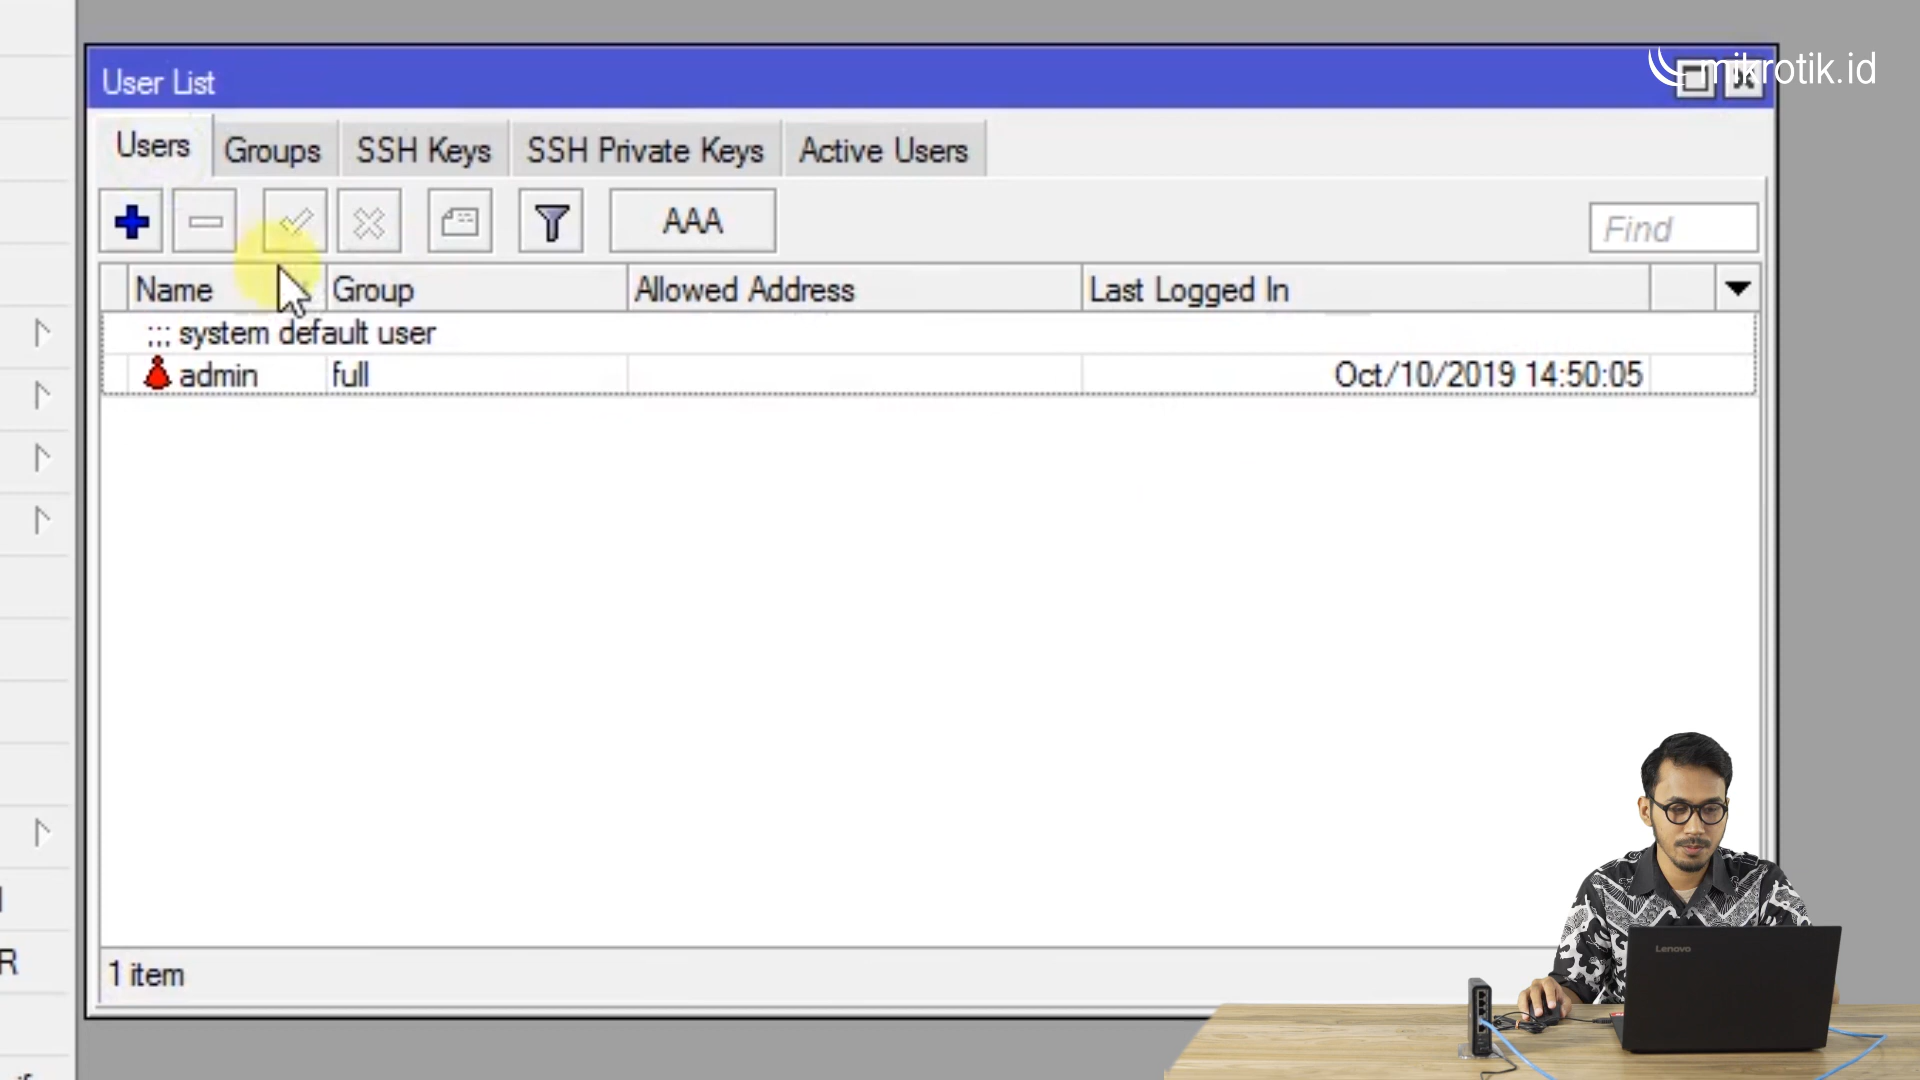 User List
mikrotik.id
Users Groups SSH Keys SSH Private Keys Active Users
AAA Find
Name Group Allowed Address Last Logged In
;;; system default user
admin full Oct/10/2019 14:50:05
R
1 item
Lenovo